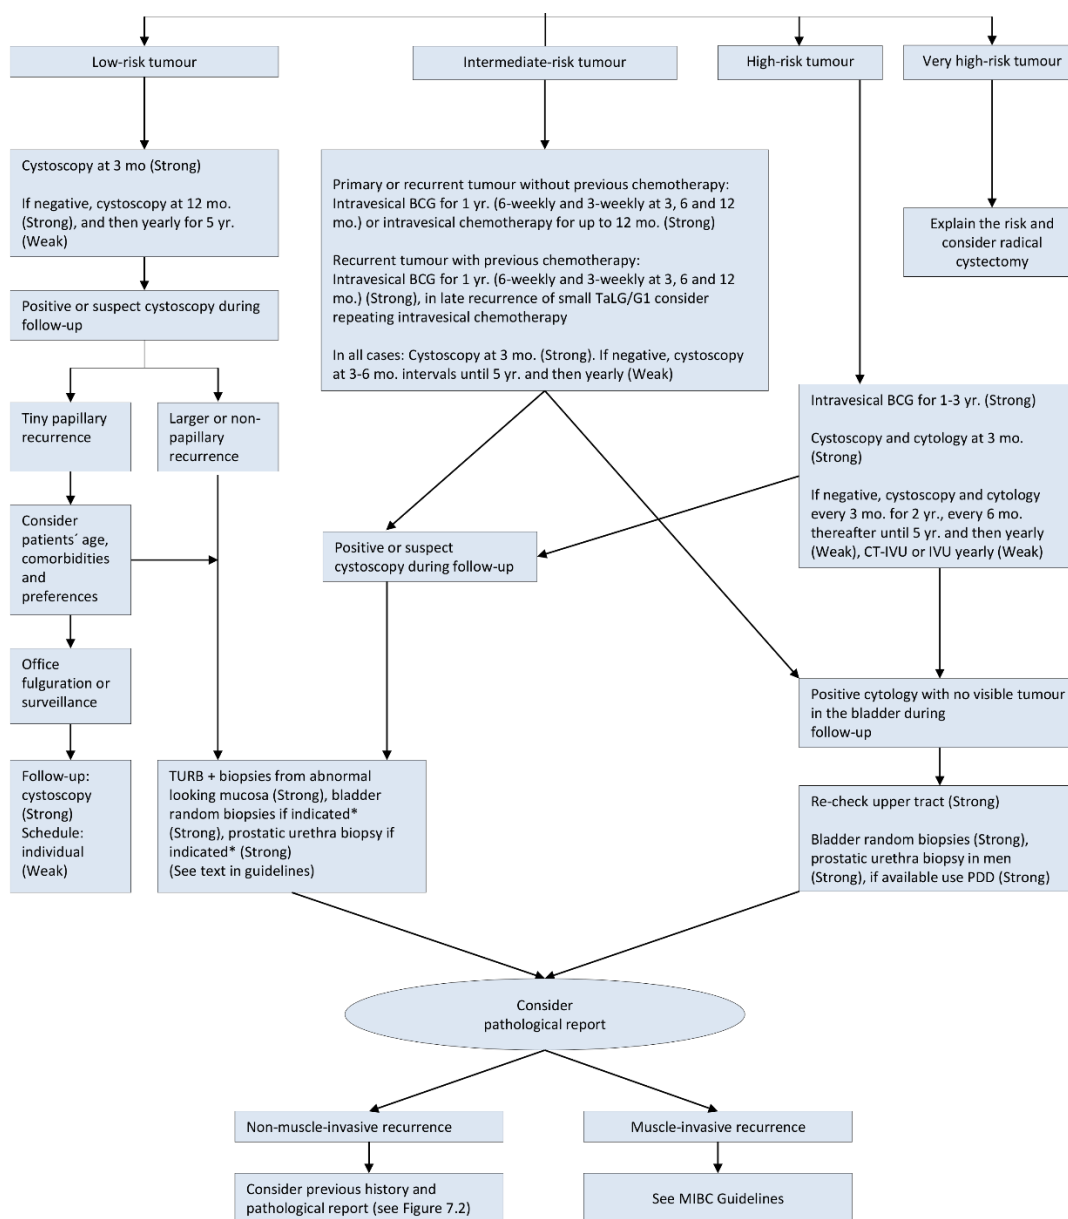 Low-risk tumour
Intermediate-risk tumour
High-risk tumour
Very high-risk tumour
Cystoscopy at 3 mo (Strong)
If negative, cystoscopy at 12 mo.
(Strong), and then yearly for 5 yr.
(Weak)
Primary or recurrent tumour without previous chemotherapy:
Intravesical BCG for 1 yr. (6-weekly and 3-weekly at 3, 6 and 12
mo.) or intravesical chemotherapy for up to 12 mo. (Strong)
Recurrent tumour with previous chemotherapy:
Intravesical BCG for 1 yr. (6-weekly and 3-weekly at 3, 6 and 12
mo.) (Strong), in late recurrence of small TaLG/G1 consider
repeating intravesical chemotherapy
In all cases: Cystoscopy at 3 mo. (Strong). If negative, cystoscopy
at 3-6 mo. intervals until 5 yr. and then yearly (Weak)
Explain the risk and
consider radical
cystectomy
Positive or suspect cystoscopy during
follow-up
Tiny papillary
recurrence
Larger or non-
papillary
recurrence
Intravesical BCG for 1-3 yr. (Strong)
Cystoscopy and cytology at 3 mo.
(Strong)
If negative, cystoscopy and cytology
every 3 mo. for 2 yr., every 6 mo.
thereafter until 5 yr. and then yearly
(Weak), CT-IVU or IVU yearly (Weak)
Consider
patients´ age,
comorbidities
and
preferences
Positive or suspect
cystoscopy during follow-up
Office
fulguration or
surveillance
Positive cytology with no visible tumour
in the bladder during
follow-up
Follow-up:
cystoscopy
(Strong)
Schedule:
individual
(Weak)
TURB + biopsies from abnormal
looking mucosa (Strong), bladder
random biopsies if indicated*
(Strong), prostatic urethra biopsy if
indicated* (Strong)
(See text in guidelines)
Re-check upper tract (Strong)
Bladder random biopsies (Strong),
prostatic urethra biopsy in men
(Strong), if available use PDD (Strong)
Consider
pathological report
Non-muscle-invasive recurrence
Muscle-invasive recurrence
Consider previous history and
pathological report (see Figure 7.2)
See MIBC Guidelines